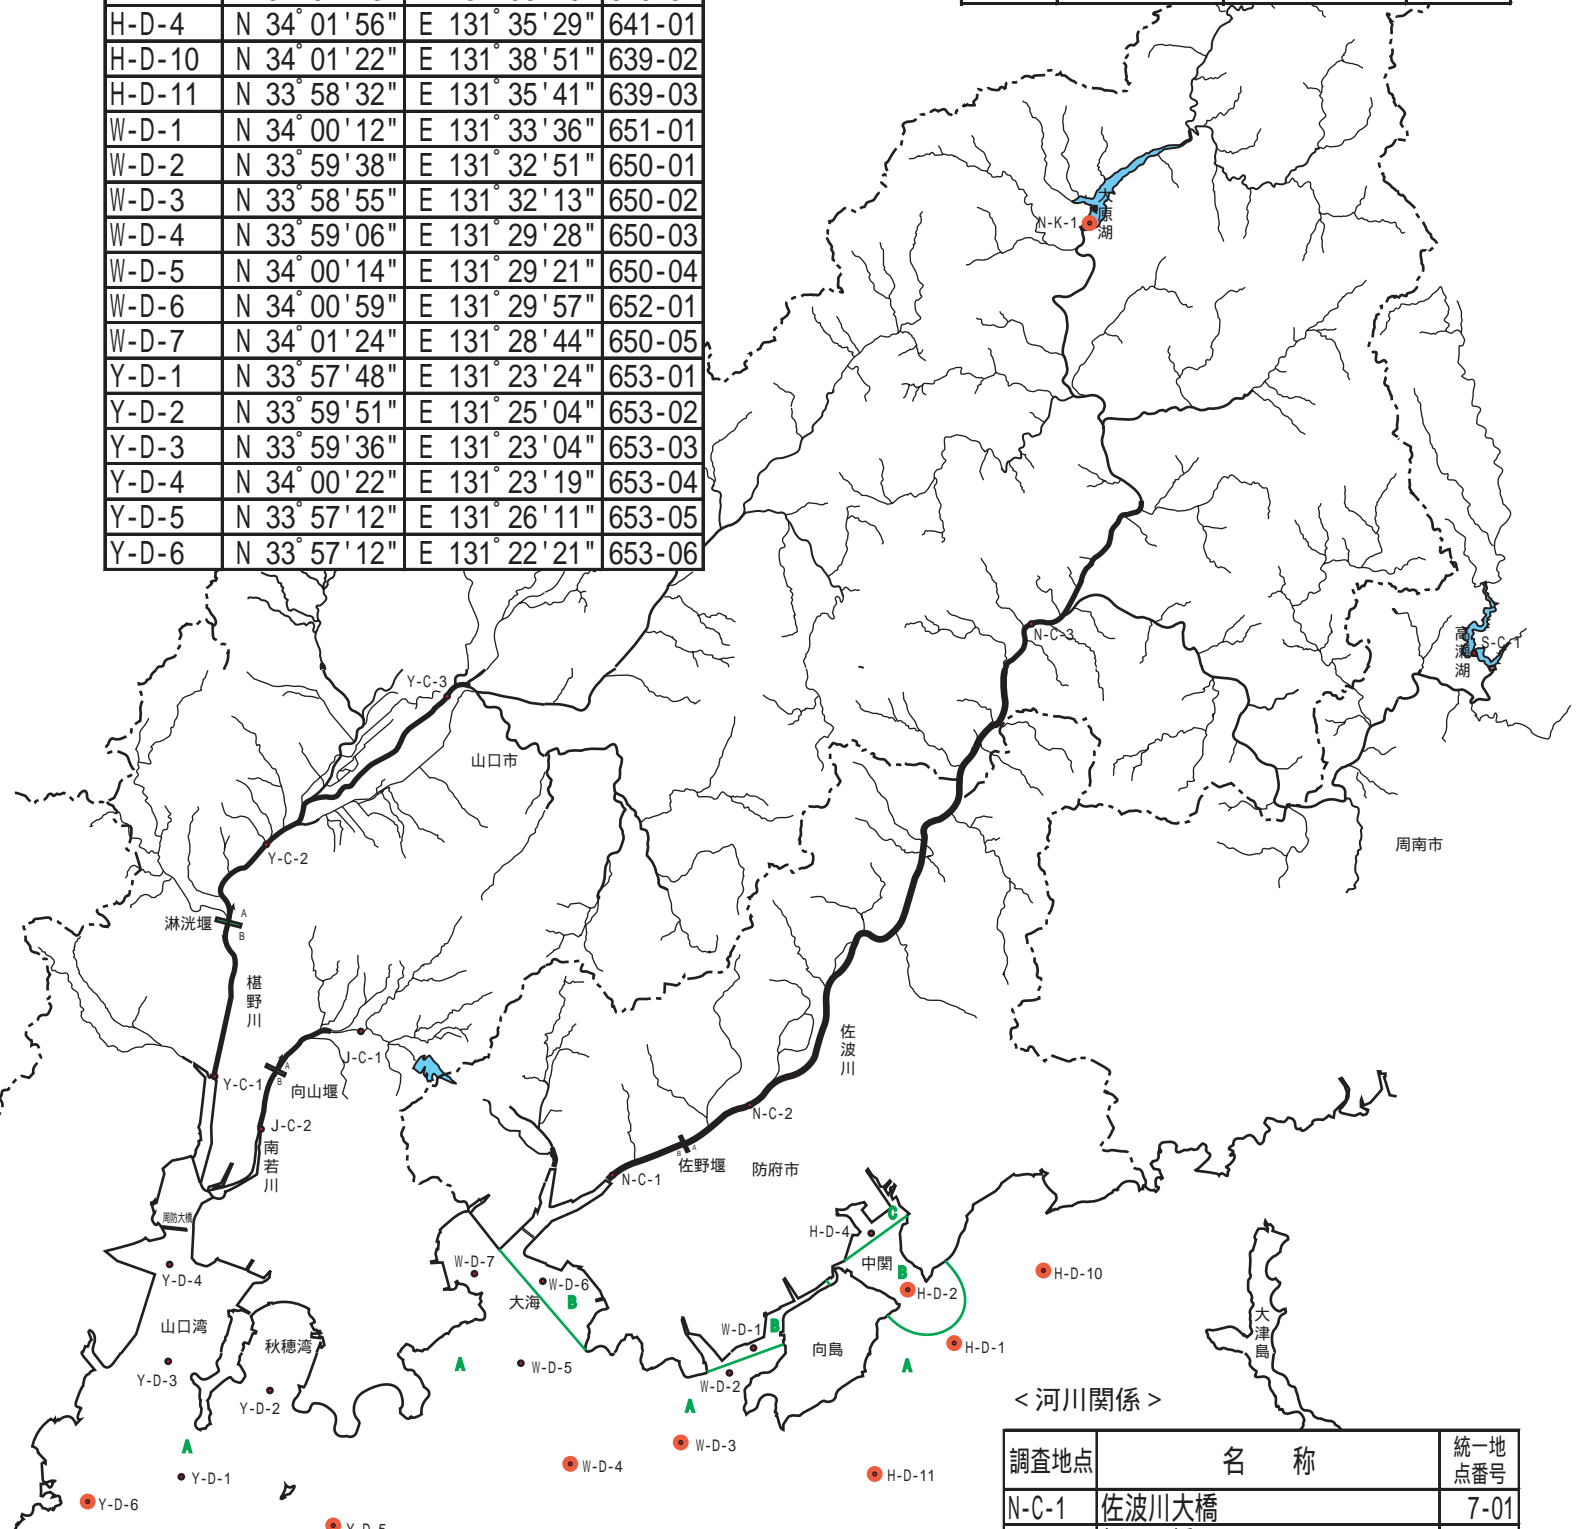 H-D-4 N 34°01'56" E 131°35'29" 641-01
H-D-10 N 34°01'22" E 131°38'51" 639-02
H-D-11 N 33°58'32" E 131°35'41" 639-03
W-D-1 N 34°00'12" E 131°33'36" 651-01
W-D-2 N 33°59'38" E 131°32'51" 650-01
W-D-3 N 33°58'55" E 131°32'13" 650-02
W-D-4 N 33°59'06" E 131°29'28" 650-03
W-D-5 N 34°00'14" E 131°29'21" 650-04
W-D-6 N 34°00'59" E 131°29'57" 652-01
W-D-7 N 34°01'24" E 131°28'44" 650-05
Y-D-1 N 33°57'48" E 131°23'24" 653-01
Y-D-2 N 33°59'51" E 131°25'04" 653-02
Y-D-3 N 33°59'36" E 131°23'04" 653-03
Y-D-4 N 34°00'22" E 131°23'19" 653-04
Y-D-5 N 33°57'12" E 131°26'11" 653-05
Y-D-6 N 33°57'12" E 131°22'21" 653-06
N-K-1
原湖
N-C-3
高瀬湖
S-C-1
Y-C-3
山口市
Y-C-2
周南市
淋洸堰
A
B
椹野川
佐波川
J-C-1
Y-C-1
A
B
向山堰
J-C-2
南若川
N-C-2
A
B
佐野堰
防府市
N-C-1
周防大橋
C
H-D-4
中関
B
H-D-2
H-D-10
Y-D-4
W-D-7
W-D-6
大海
B
山口湾
秋穂湾
W-D-1
B
向島
H-D-1
大津島
A
A
W-D-5
Y-D-3
W-D-2
Y-D-2
A
W-D-3
A
Y-D-1
W-D-4
H-D-11
Y-D-6
Y-D-5
＜河川関係＞
調査地点 名 称 統一地点番号
N-C-1 佐波川大橋 7-01